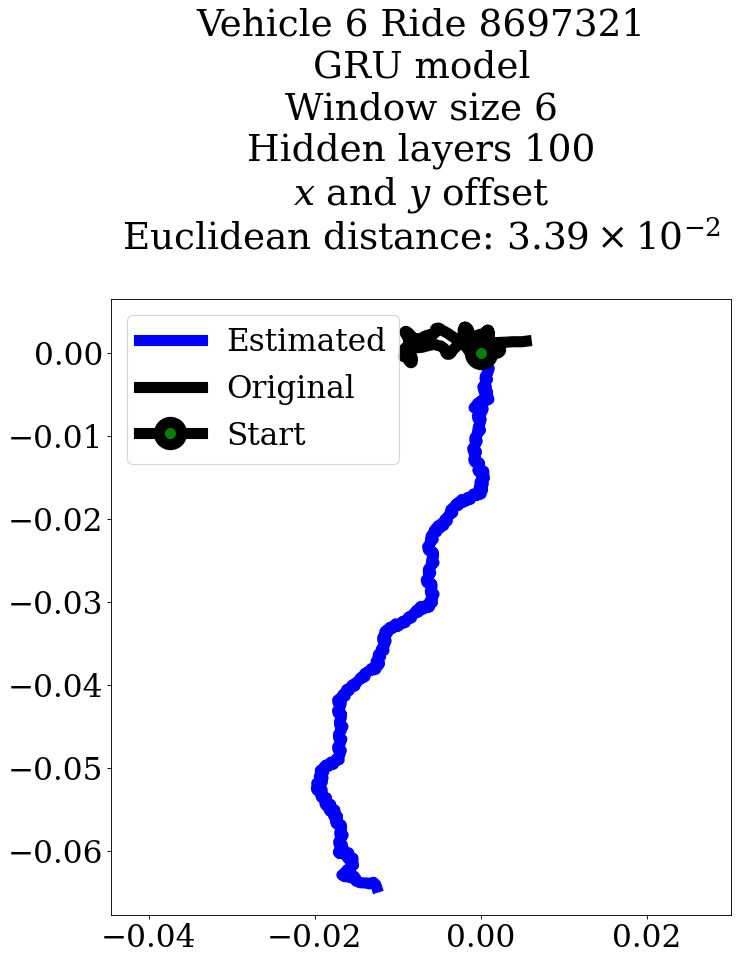 Vehicle 6 Ride 8697321
GRU model
Window size 6
Hidden layers 100
x and y offset
Euclidean distance: 3.39 × 10⁻²
Estimated
Original
Start
0.00
−0.01
−0.02
−0.03
−0.04
−0.05
−0.06
−0.04 −0.02 0.00 0.02